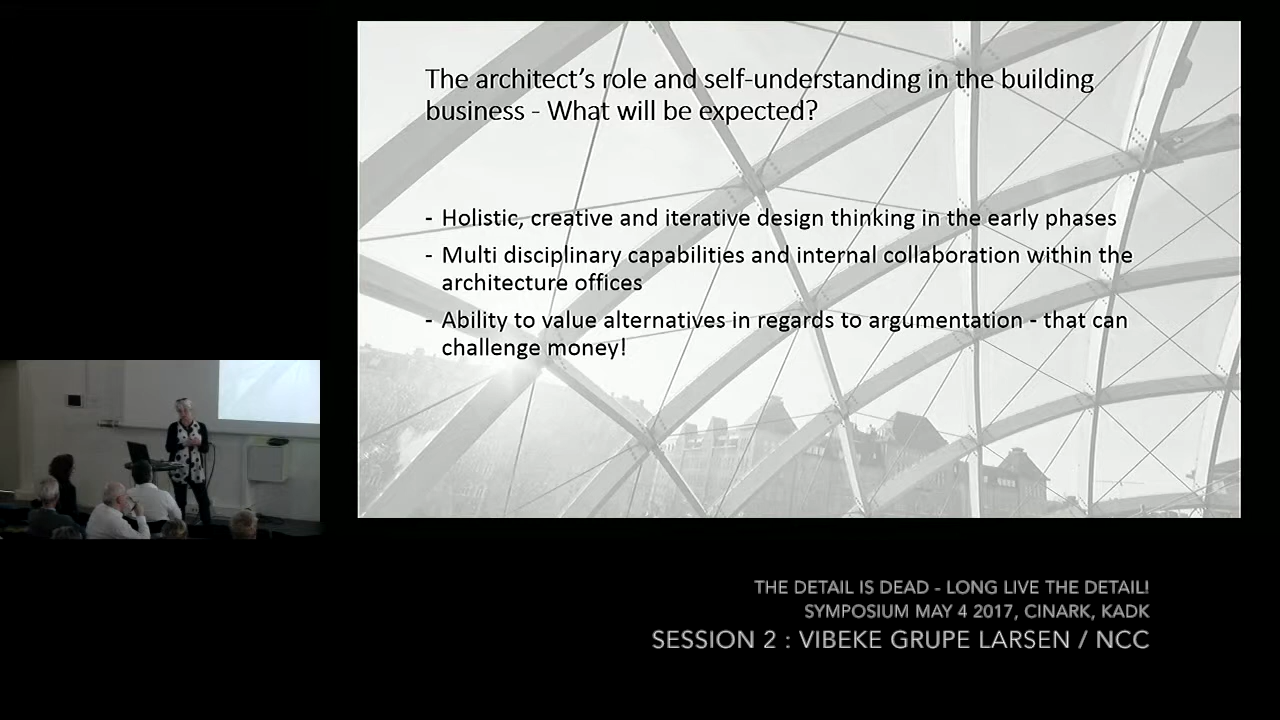 The architect’s role and self-understanding in the building
business - What will be expected?
- Holistic, creative and iterative design thinking in the early phases
- Multi disciplinary capabilities and internal collaboration within the
architecture offices
- Ability to value alternatives in regards to argumentation - that can
challenge money!
THE DETAIL IS DEAD - LONG LIVE THE DETAIL!
SYMPOSIUM MAY 4 2017, CINARK, KADK
SESSION 2 : VIBEKE GRUPE LARSEN / NCC